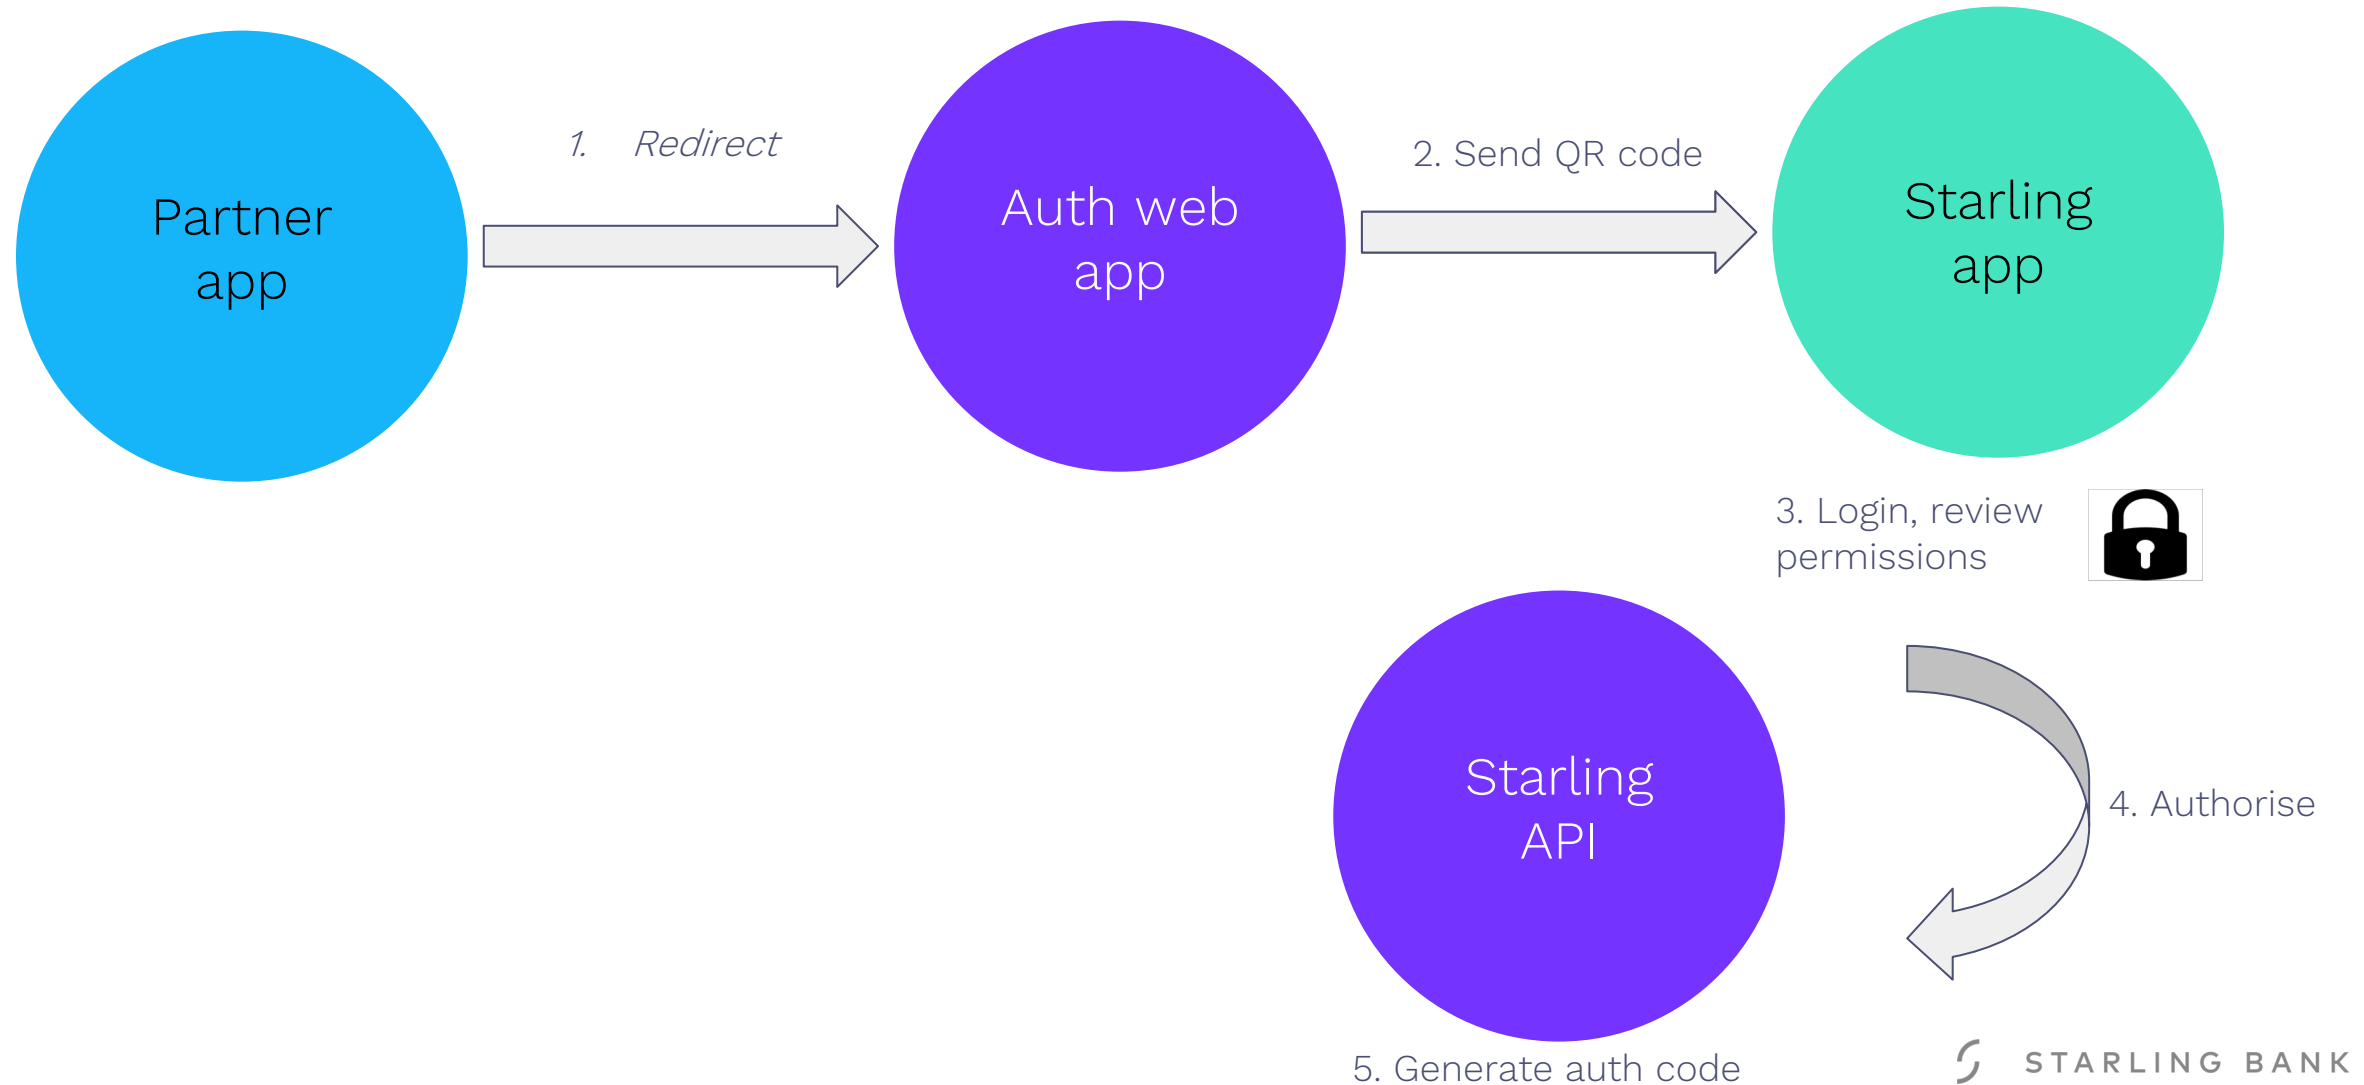 Partner
app
1. Redirect
Auth web
app
2. Send QR code
Starling
app
3. Login, review
permissions
Starling
API
4. Authorise
5. Generate auth code
STARLING BANK